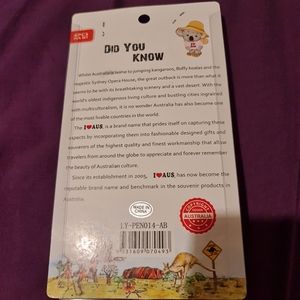 DID YOU
KNOW
Whilst Australia is home to jumping kangaroos, fluffy koalas and the
majestic Sydney Opera House, the great outback is more than what it
seems to be with its breathtaking scenery and a vast desert. With the
world's oldest indigenous living culture and bustling cities ingrained
with multiculturalism, it is no wonder Australia has also become one
of the most livable countries in the world.
The I♥AUS. is a brand name that prides itself on capturing these
aspects by incorporating them into fashionable designed gifts and
souvenirs of the highest quality and finest workmanship that allow
travelers from around the globe to appreciate and forever remember
the beauty of Australian culture.
Since its establishment in 2005, I♥AUS. has now become the
reputable brand name and benchmark in the souvenir products in
Australia.
MADE IN
CHINA
COPYRIGHT
AUSTRALIA
LY-PEN014-AB
9331609070493